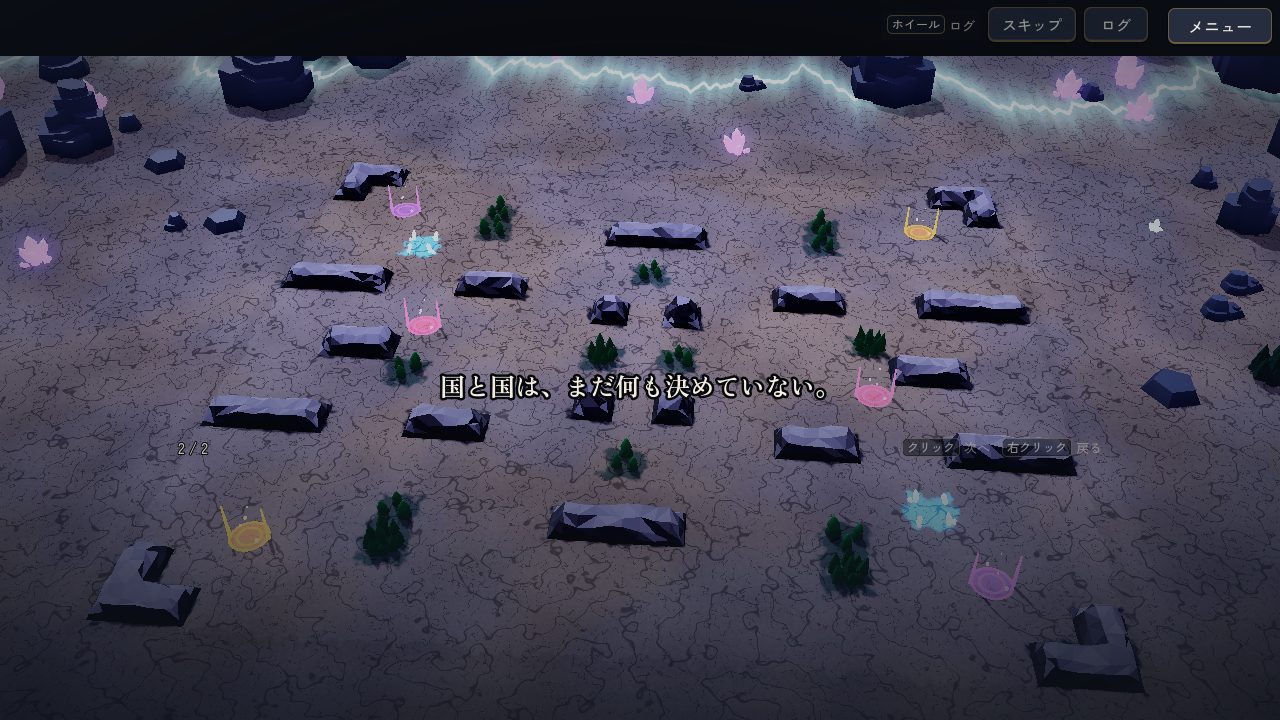 ホイール ログ スキップ ログ メニュー
国と国は、まだ何も決めていない。
2 / 2
クリック 次へ 右クリック 戻る